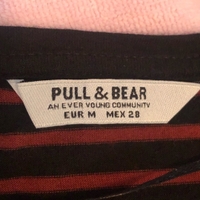 PULL & BEAR
AN EVER YOUNG COMMUNITY
EUR M MEX 28